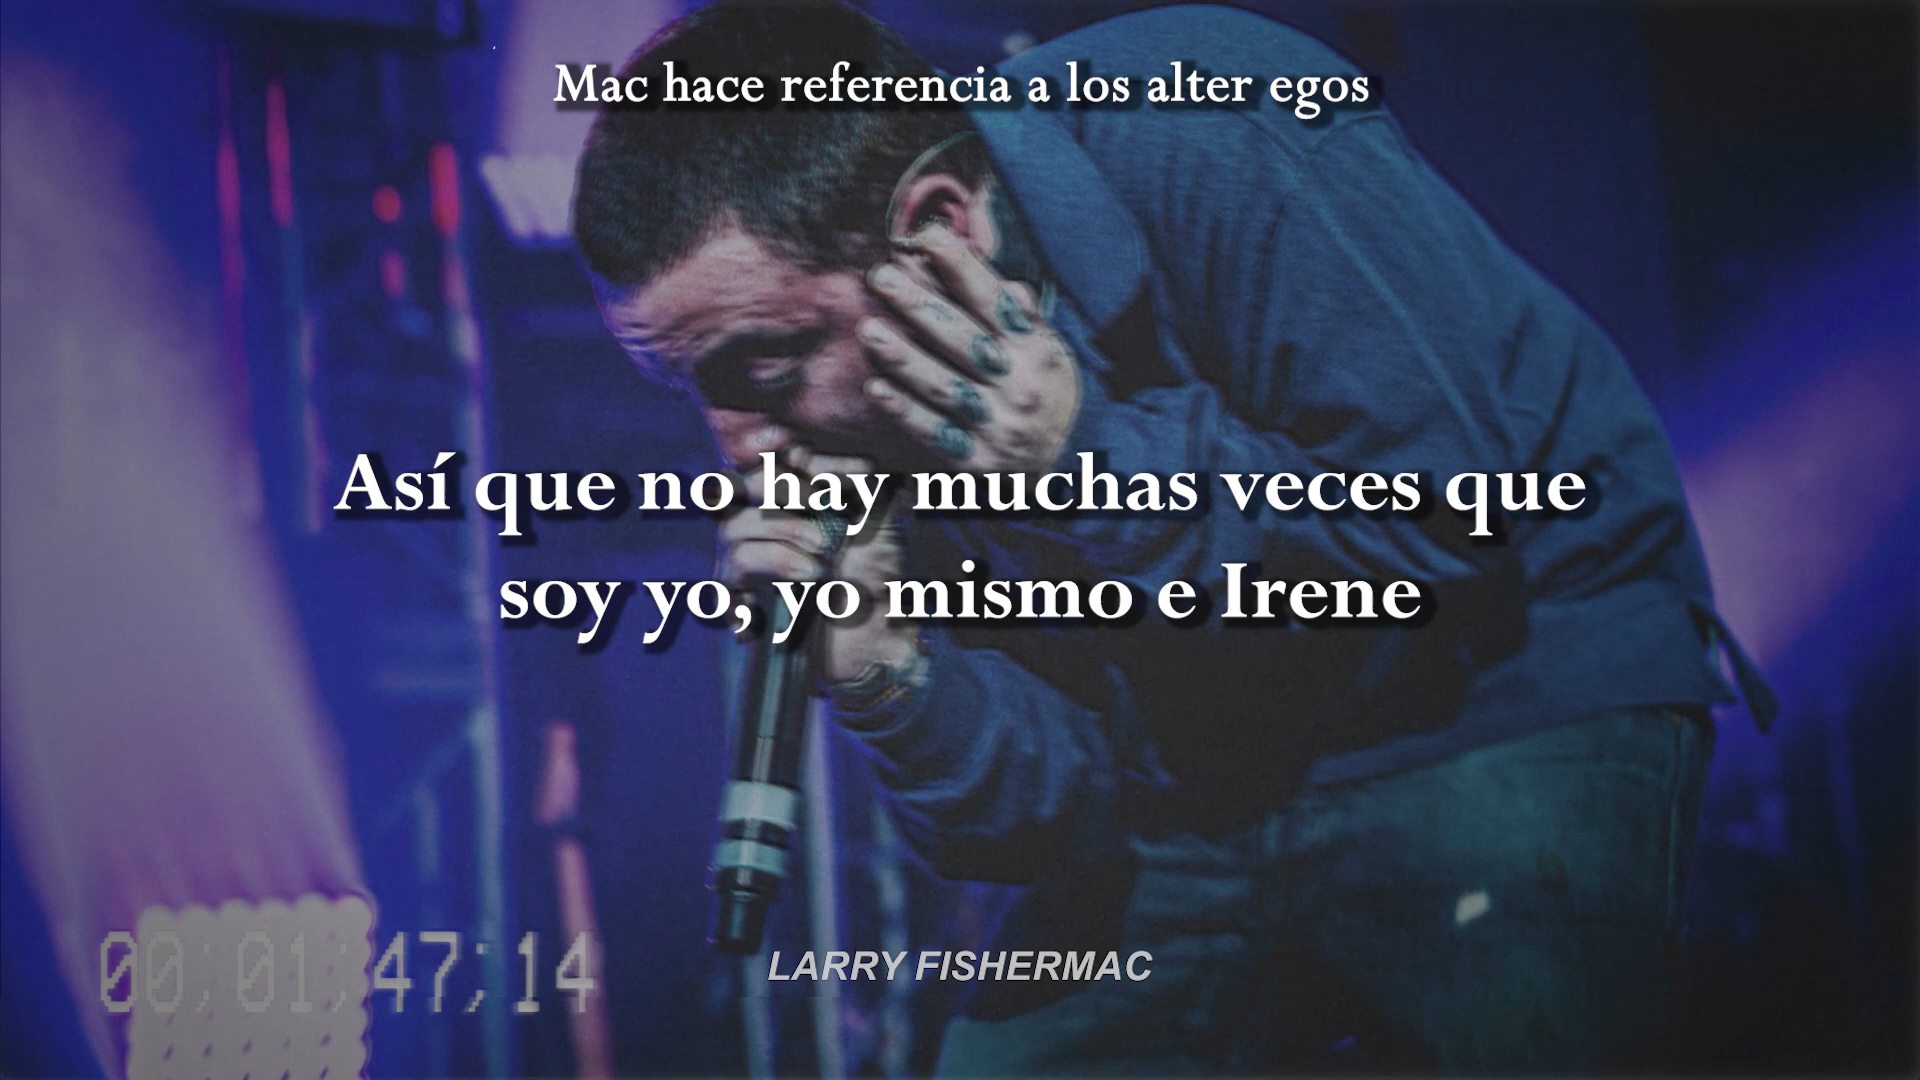 Mac hace referencia a los alter egos
Así que no hay muchas veces que
soy yo, yo mismo e Irene
00;01;47;14
LARRY FISHERMAC